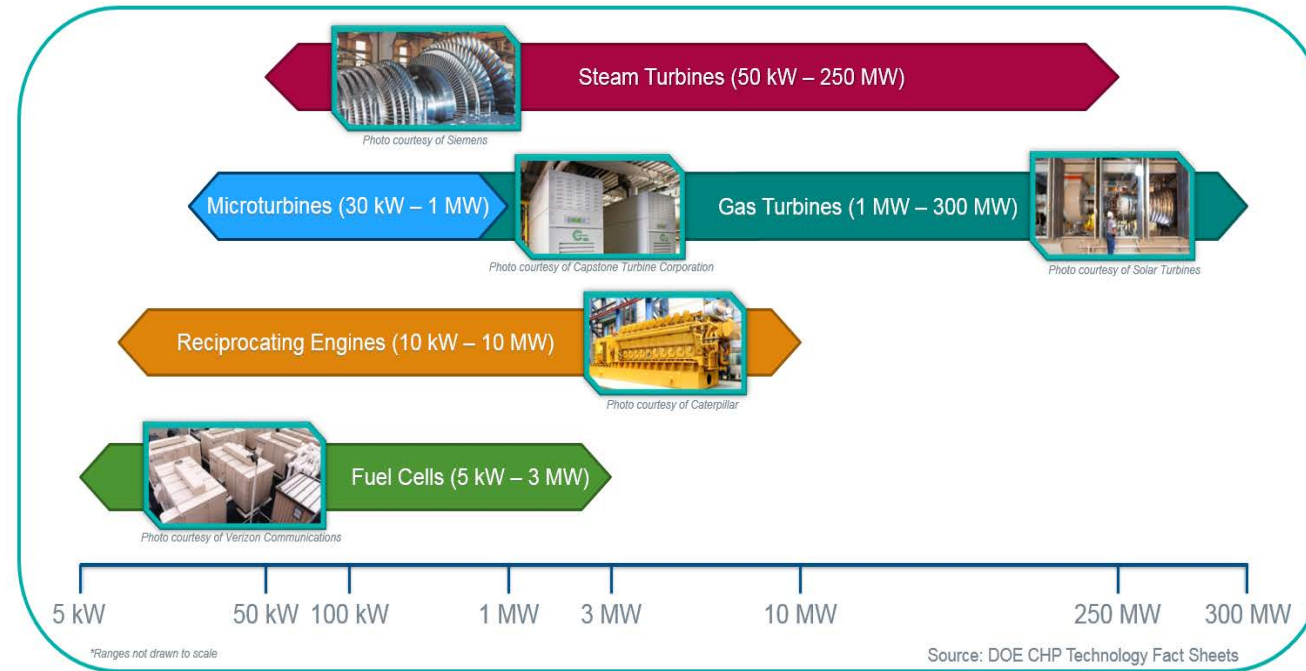 Steam Turbines (50 kW – 250 MW)
Photo courtesy of Siemens
Microturbines (30 kW – 1 MW)
Gas Turbines (1 MW – 300 MW)
Photo courtesy of Capstone Turbine Corporation
Photo courtesy of Solar Turbines
Reciprocating Engines (10 kW – 10 MW)
Photo courtesy of Caterpillar
Fuel Cells (5 kW – 3 MW)
Photo courtesy of Verizon Communications
5 kW 50 kW 100 kW 1 MW 3 MW 10 MW 250 MW 300 MW
*Ranges not drawn to scale
Source: DOE CHP Technology Fact Sheets